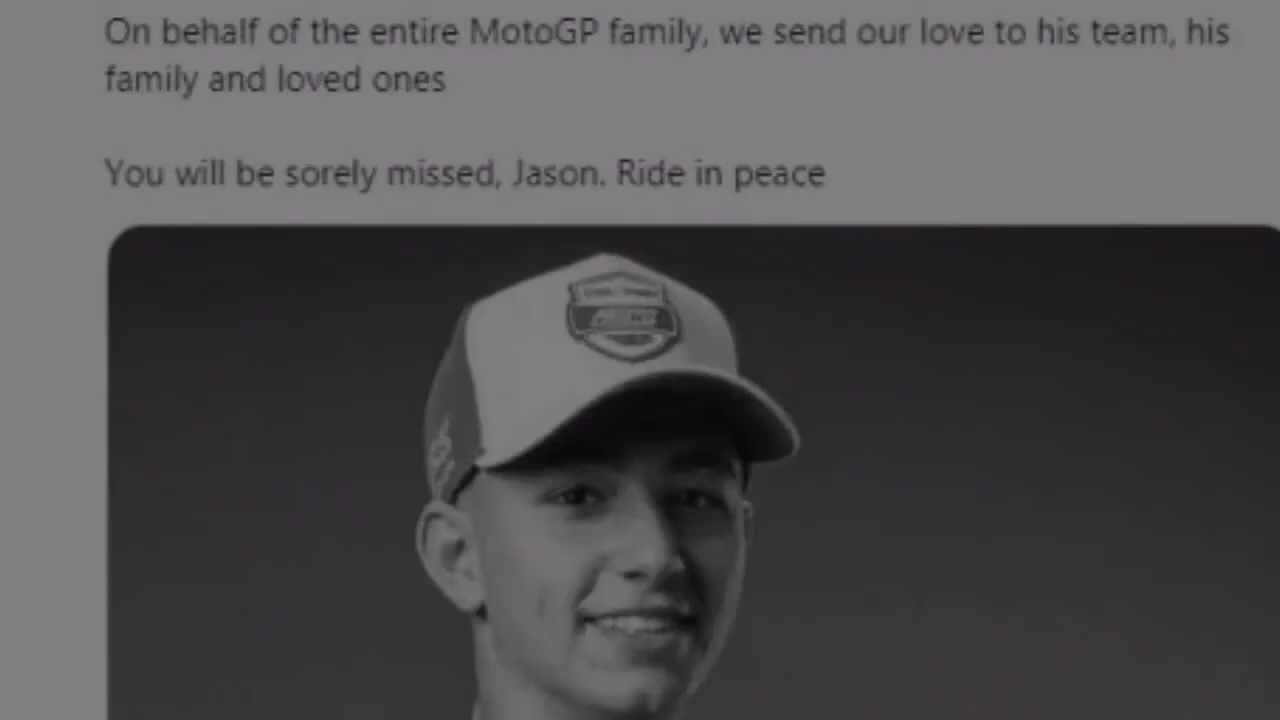 On behalf of the entire MotoGP family, we send our love to his team, his
family and loved ones
You will be sorely missed, Jason. Ride in peace